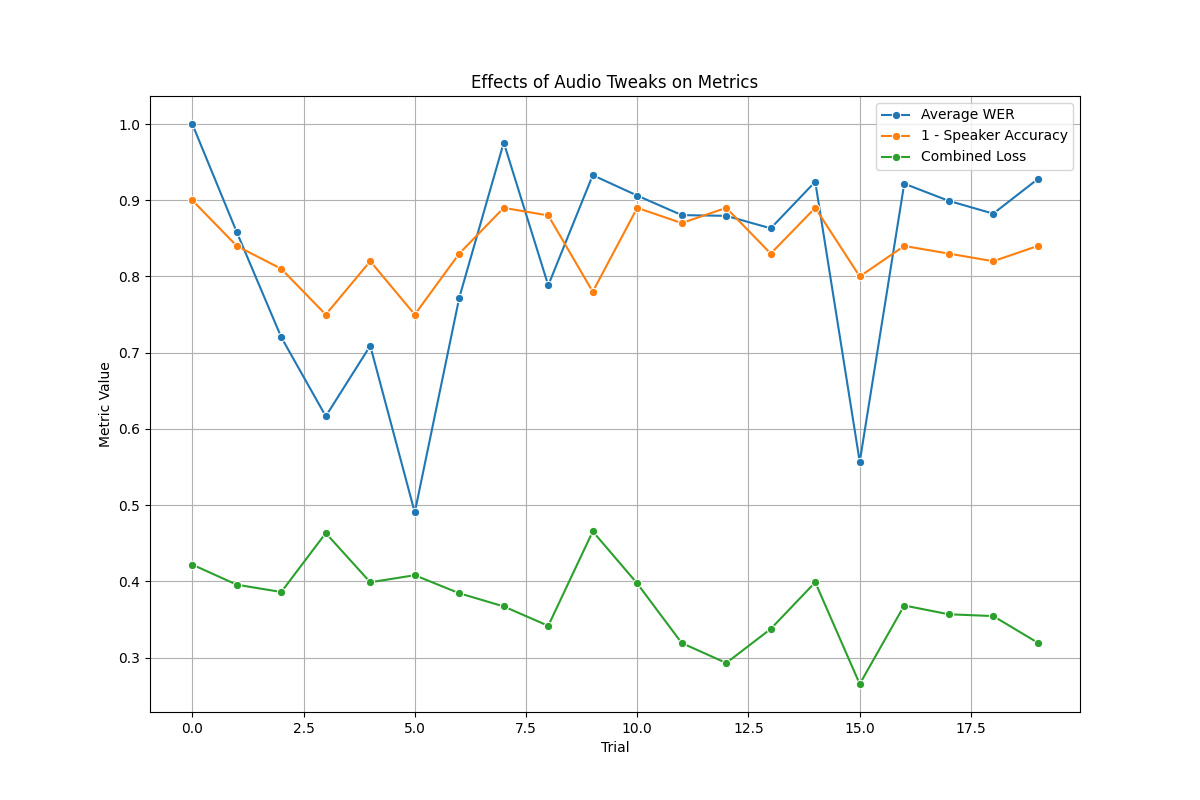 Effects of Audio Tweaks on Metrics
Average WER
1 - Speaker Accuracy
Combined Loss
Metric Value
1.0
0.9
0.8
0.7
0.6
0.5
0.4
0.3
0.0 2.5 5.0 7.5 10.0 12.5 15.0 17.5
Trial